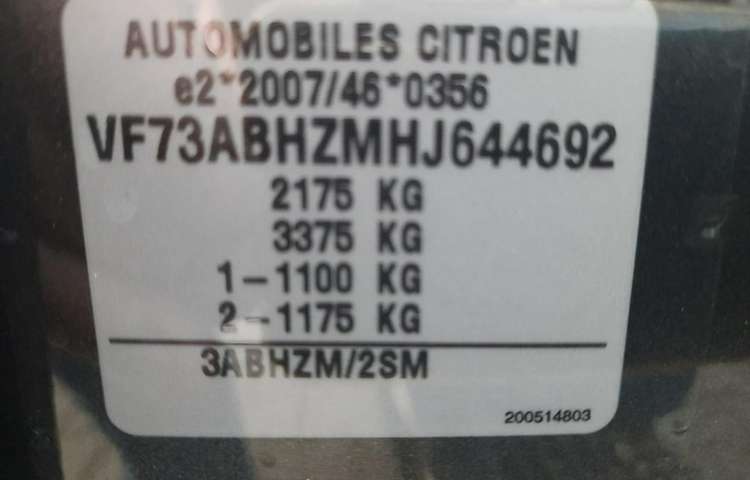 AUTOMOBILES CITROEN
e2*2007/46*0356
VF73ABHZMHJ644692
2175 KG
3375 KG
1-1100 KG
2-1175 KG
3ABHZM/2SM
200514803